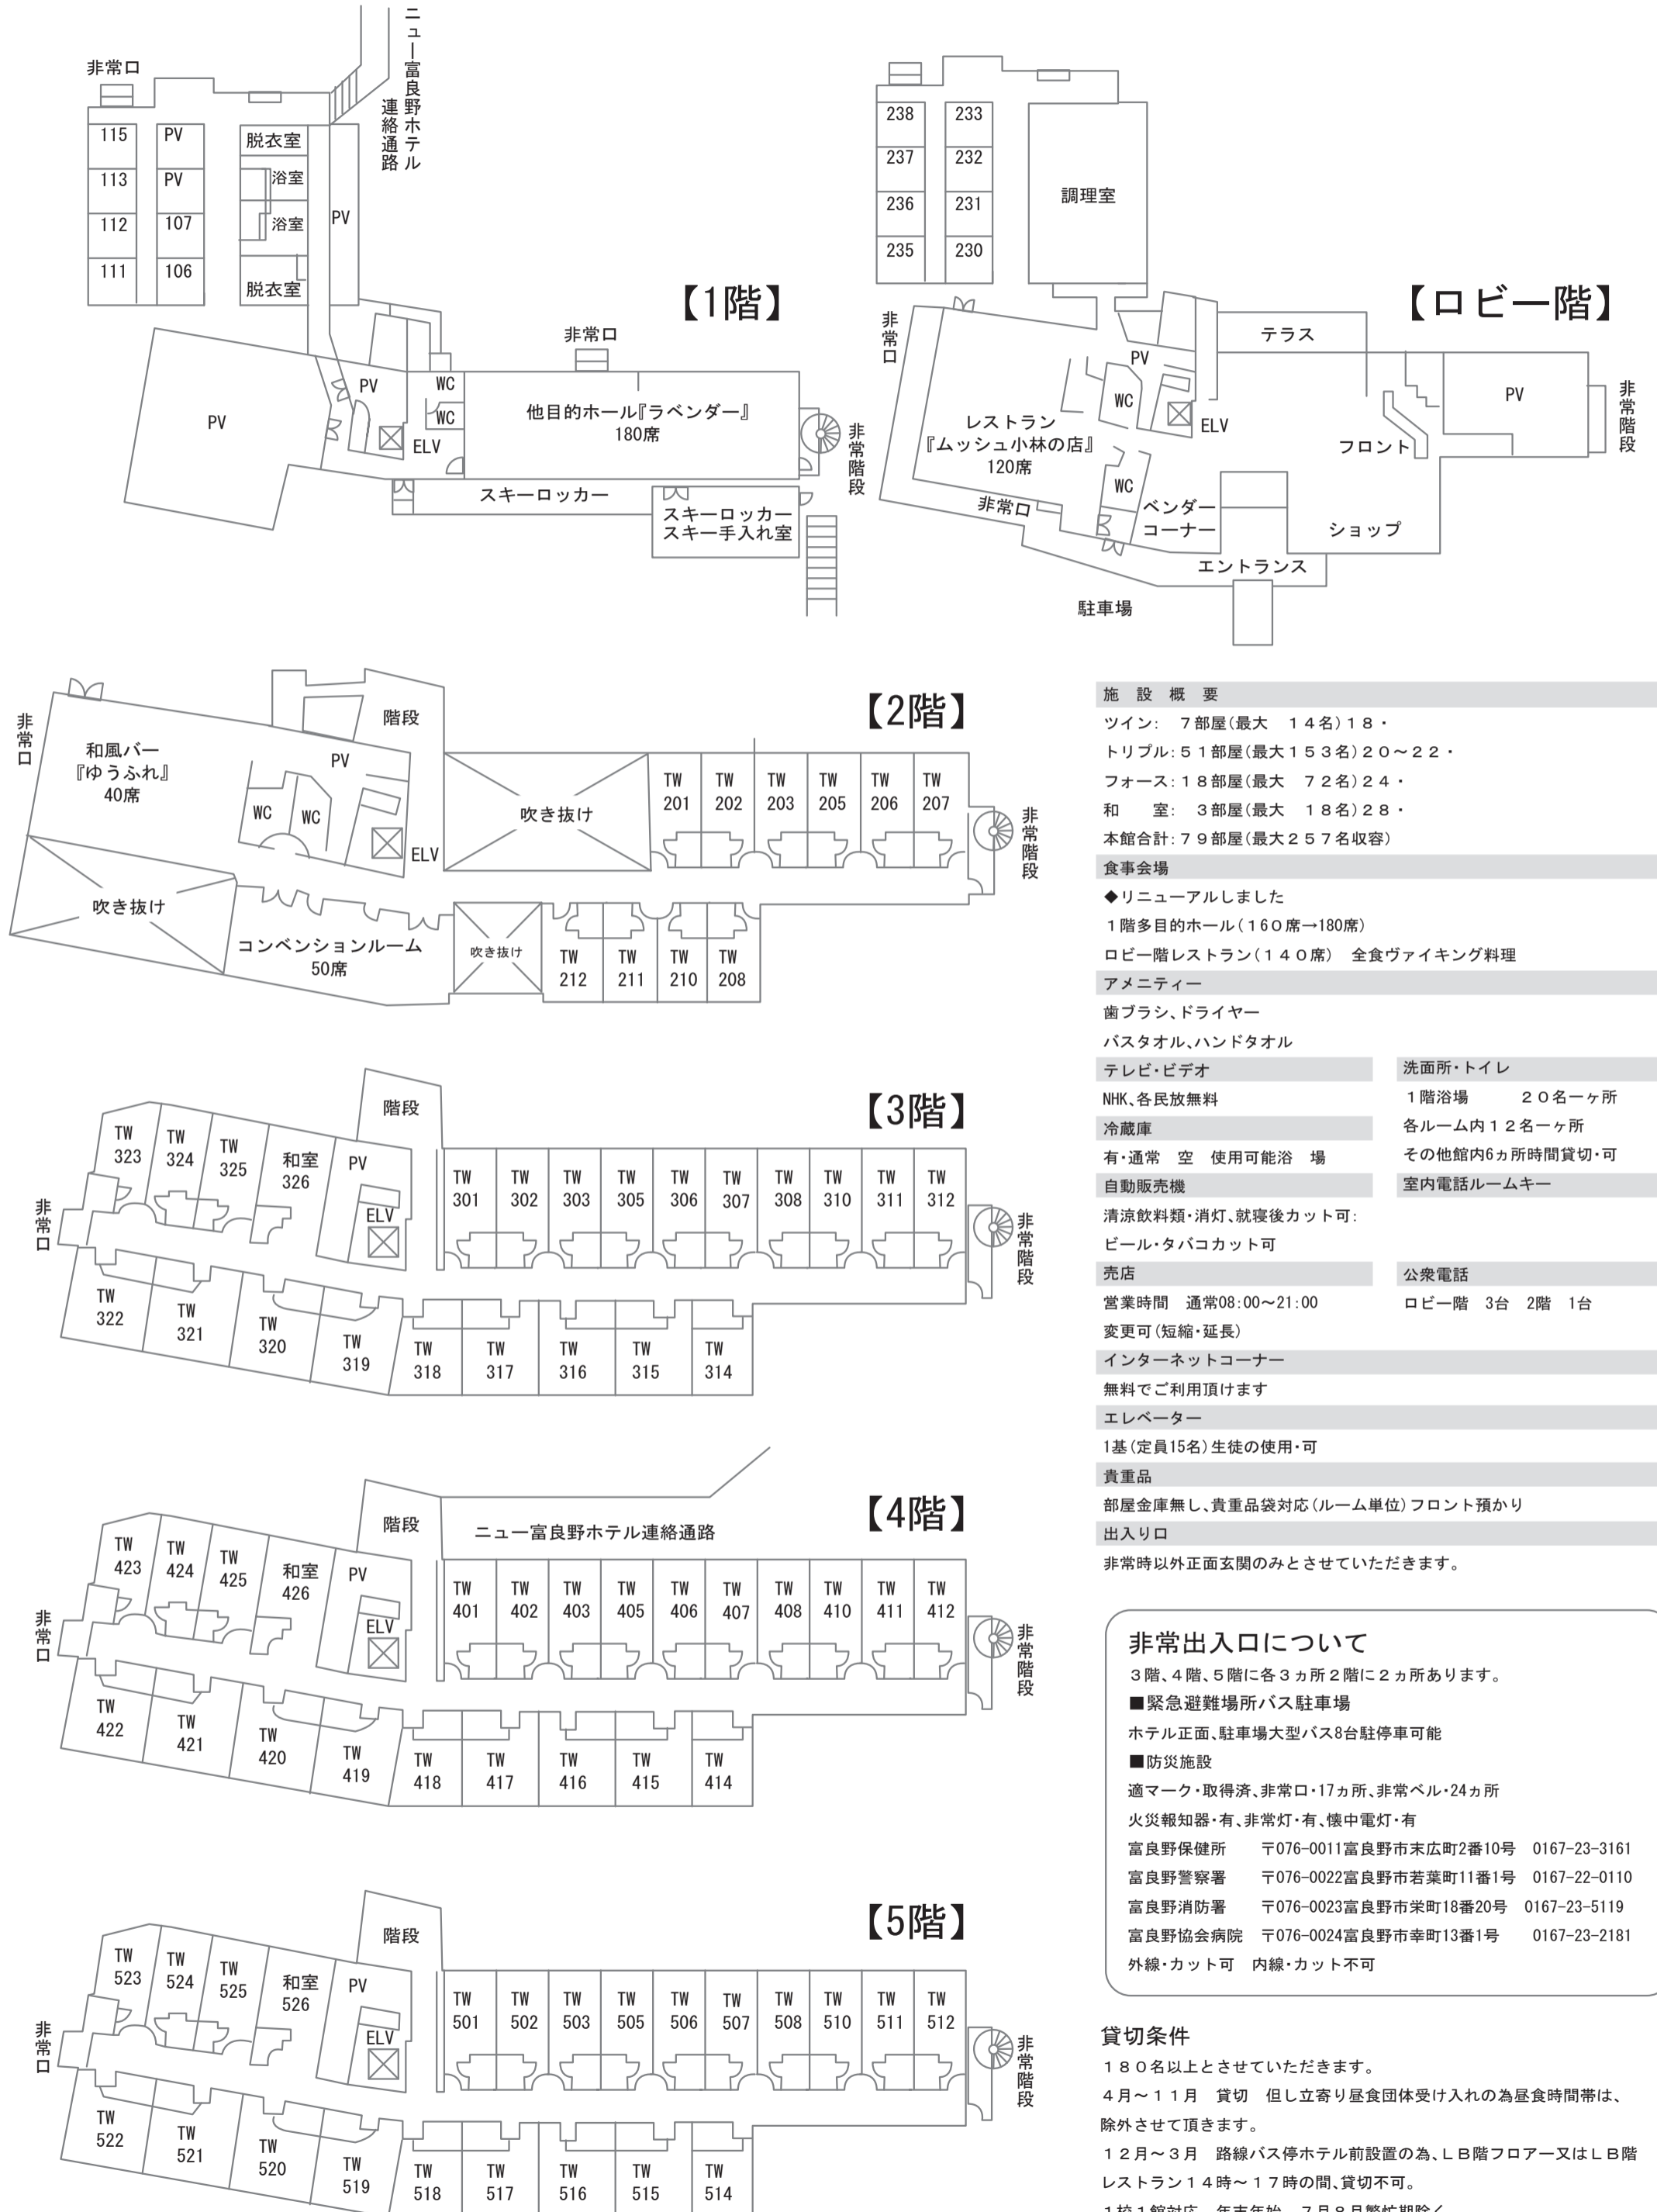 【1階】
非常口
ニュー富良野ホテル
連絡通路
115
PV
脱衣室
113
PV
浴室
112
107
浴室
PV
111
106
脱衣室
非常口
PV
PV
WC
WC
ELV
他目的ホール『ラベンダー』
180席
非常階段
スキーロッカー
スキーロッカー
スキー手入れ室
【ロビー階】
238
233
237
232
236
231
235
230
調理室
非常口
テラス
PV
WC
ELV
PV
非常階段
レストラン
『ムッシュ小林の店』
120席
フロント
WC
非常口
ベンダー
コーナー
ショップ
エントランス
駐車場
【2階】
非常口
階段
和風バー
『ゆうふれ』
40席
PV
WC
WC
ELV
吹き抜け
TW
201
TW
202
TW
203
TW
205
TW
206
TW
207
非常階段
吹き抜け
コンベンションルーム
50席
吹き抜け
TW
212
TW
211
TW
210
TW
208
【3階】
階段
TW
323
TW
324
TW
325
和室
326
PV
ELV
非常口
TW
301
TW
302
TW
303
TW
305
TW
306
TW
307
TW
308
TW
310
TW
311
TW
312
非常階段
TW
322
TW
321
TW
320
TW
319
TW
318
TW
317
TW
316
TW
315
TW
314
【4階】
階段
ニュー富良野ホテル連絡通路
TW
423
TW
424
TW
425
和室
426
PV
ELV
非常口
TW
401
TW
402
TW
403
TW
405
TW
406
TW
407
TW
408
TW
410
TW
411
TW
412
非常階段
TW
422
TW
421
TW
420
TW
419
TW
418
TW
417
TW
416
TW
415
TW
414
【5階】
階段
TW
523
TW
524
TW
525
和室
526
PV
ELV
非常口
TW
501
TW
502
TW
503
TW
505
TW
506
TW
507
TW
508
TW
510
TW
511
TW
512
非常階段
TW
522
TW
521
TW
520
TW
519
TW
518
TW
517
TW
516
TW
515
TW
514
施 設 概 要
ツイン: 7部屋(最大 14名)18・
トリプル:51部屋(最大153名)20～22・
フォース:18部屋(最大 72名)24・
和 室: 3部屋(最大 18名)28・
本館合計:79部屋(最大257名収容)
食事会場
◆リニューアルしました
1階多目的ホール(160席→180席)
ロビー階レストラン(140席) 全食ヴァイキング料理
アメニティー
歯ブラシ、ドライヤー
バスタオル、ハンドタオル
テレビ・ビデオ
NHK、各民放無料
冷蔵庫
有・通常 空 使用可能浴 場
自動販売機
清涼飲料類・消灯、就寝後カット可:
ビール・タバコカット可
洗面所・トイレ
1階浴場 20名一ヶ所
各ルーム内12名一ヶ所
その他館内6ヵ所時間貸切・可
室内電話ルームキー
売店
営業時間 通常08:00～21:00
変更可(短縮・延長)
公衆電話
ロビー階 3台 2階 1台
インターネットコーナー
無料でご利用頂けます
エレベーター
1基(定員15名)生徒の使用・可
貴重品
部屋金庫無し、貴重品袋対応(ルーム単位)フロント預かり
出入り口
非常時以外正面玄関のみとさせていただきます。
非常出入口について
3階、4階、5階に各3ヵ所2階に2ヵ所あります。
■緊急避難場所バス駐車場
ホテル正面、駐車場大型バス8台駐停車可能
■防災施設
適マーク・取得済、非常口・17ヵ所、非常ベル・24ヵ所
火災報知器・有、非常灯・有、懐中電灯・有
富良野保健所 〒076-0011富良野市末広町2番10号 0167-23-3161
富良野警察署 〒076-0022富良野市若葉町11番1号 0167-22-0110
富良野消防署 〒076-0023富良野市栄町18番20号 0167-23-5119
富良野協会病院 〒076-0024富良野市幸町13番1号 0167-23-2181
外線・カット可 内線・カット不可
貸切条件
180名以上とさせていただきます。
4月～11月 貸切 但し立寄り昼食団体受け入れの為昼食時間帯は、
除外させて頂きます。
12月～3月 路線バス停ホテル前設置の為、LB階フロアー又はLB階
レストラン14時～17時の間、貸切不可。